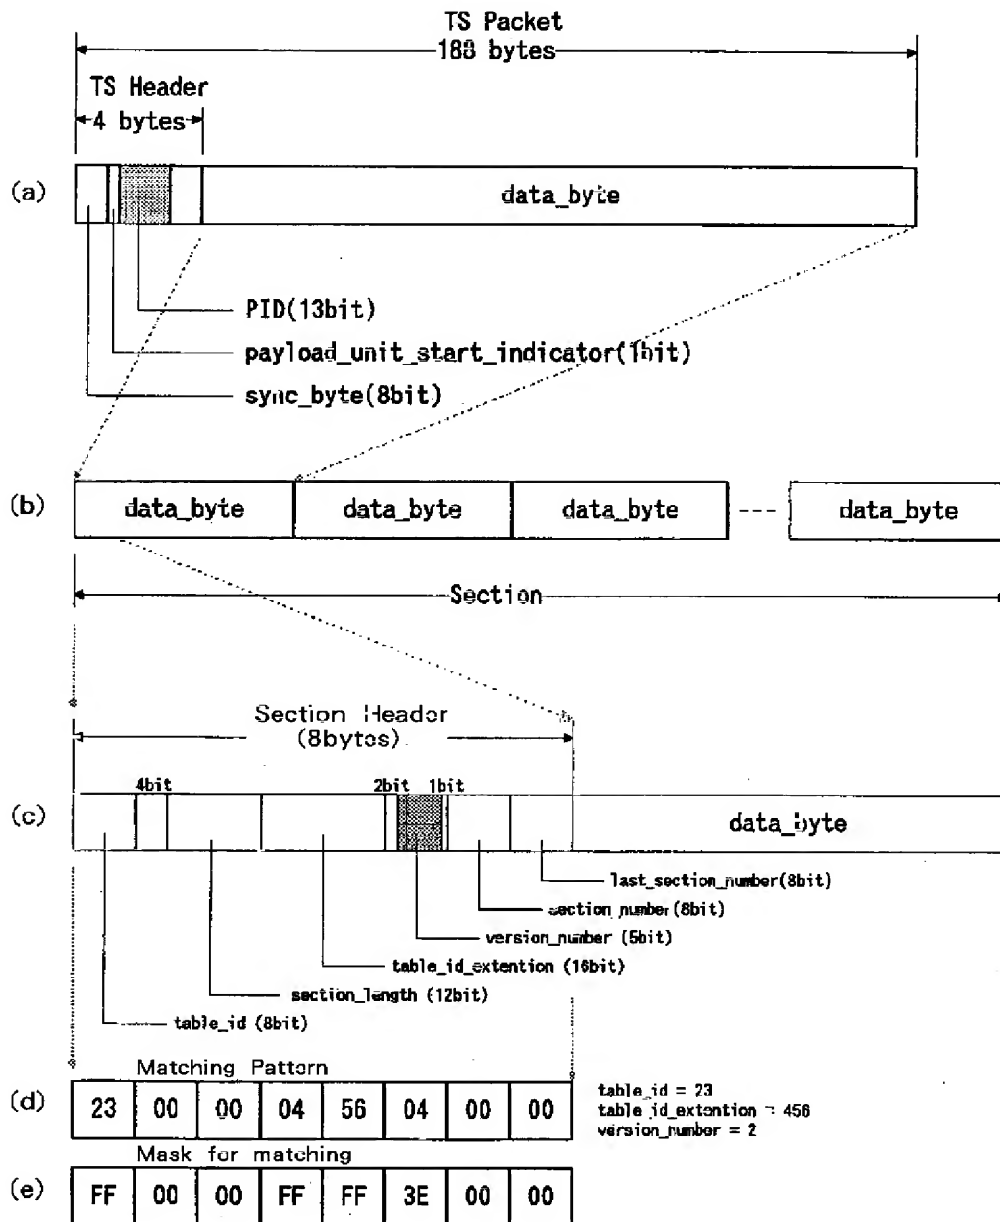 TS Packet
188 bytes
TS Header
4 bytes
(a)
data_byte
PID(13bit)
payload_unit_start_indicator(1bit)
sync_byte(8bit)
(b)
data_byte data_byte data_byte --- data_byte
Section
Section Header
(8bytes)
4bit 2bit 1bit
(c)
data_byte
last_section_number(8bit)
section_number(8bit)
version_number (5bit)
table_id_extention (16bit)
section_length (12bit)
table_id (8bit)
Matching Pattern
(d) 23 00 00 04 56 04 00 00
table_id = 23
table_id_extention = 456
version_number = 2
Mask for matching
(e) FF 00 00 FF FF 3E 00 00